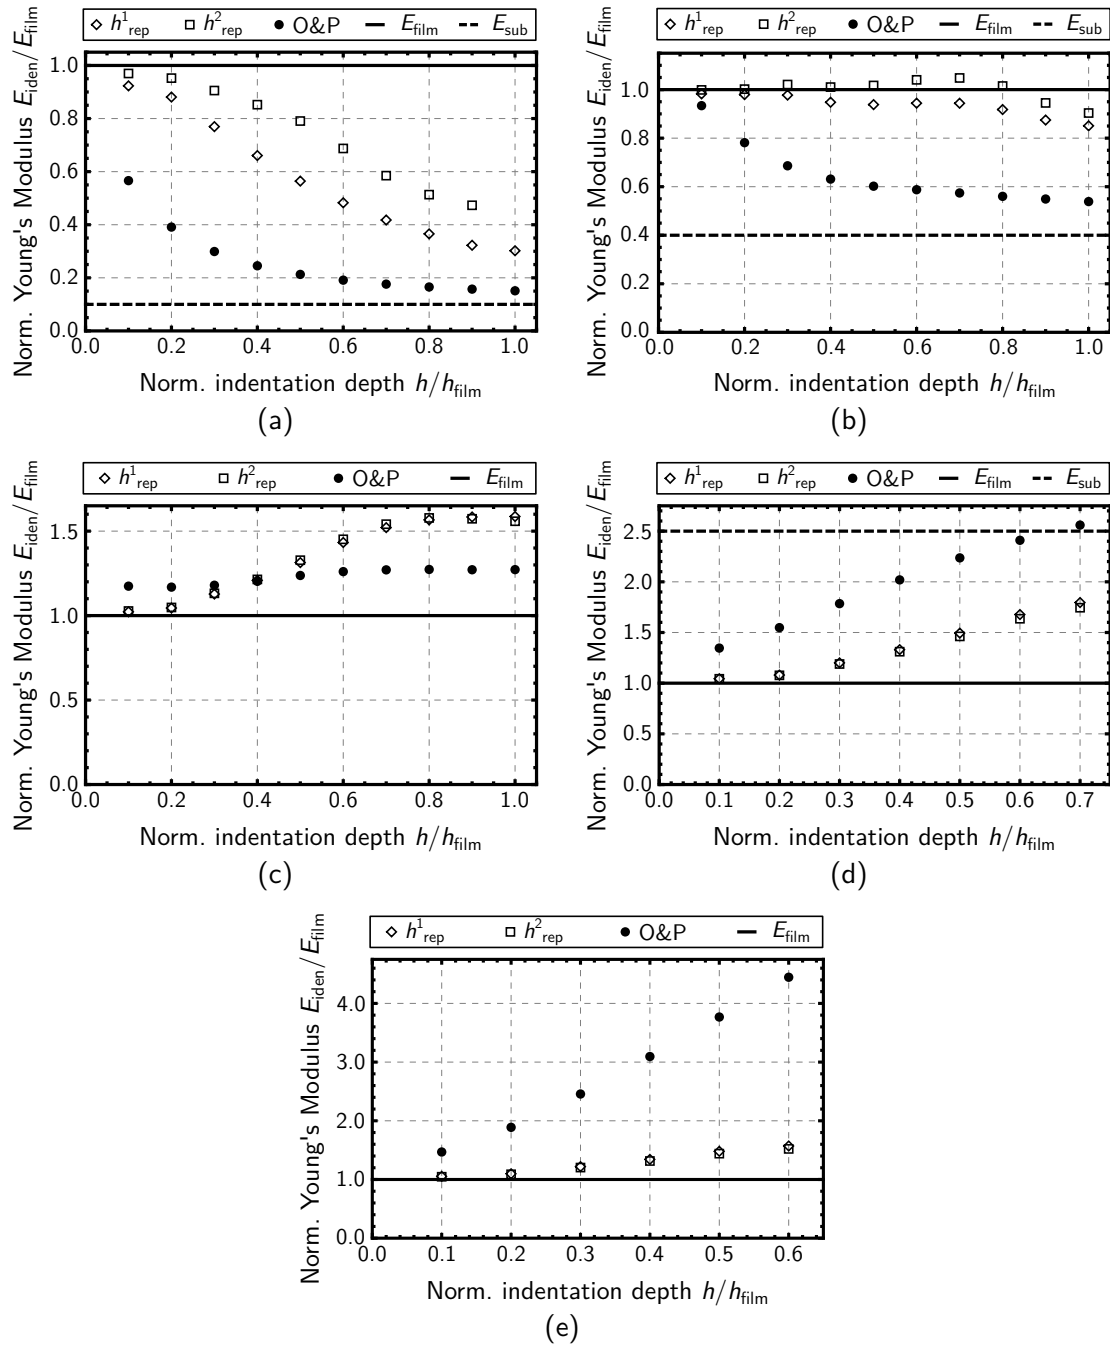 h¹rep h²rep O&P Efilm Esub
Norm. Young's Modulus Eiden/Efilm
1.0
0.8
0.6
0.4
0.2
0.0
0.0 0.2 0.4 0.6 0.8 1.0
Norm. indentation depth h/hfilm
(a)
h¹rep h²rep O&P Efilm Esub
Norm. Young's Modulus Eiden/Efilm
1.0
0.8
0.6
0.4
0.2
0.0
0.0 0.2 0.4 0.6 0.8 1.0
Norm. indentation depth h/hfilm
(b)
h¹rep h²rep O&P Efilm
Norm. Young's Modulus Eiden/Efilm
1.5
1.0
0.5
0.0
0.0 0.2 0.4 0.6 0.8 1.0
Norm. indentation depth h/hfilm
(c)
h¹rep h²rep O&P Efilm Esub
Norm. Young's Modulus Eiden/Efilm
2.5
2.0
1.5
1.0
0.5
0.0
0.0 0.1 0.2 0.3 0.4 0.5 0.6 0.7
Norm. indentation depth h/hfilm
(d)
h¹rep h²rep O&P Efilm
Norm. Young's Modulus Eiden/Efilm
4.0
3.0
2.0
1.0
0.0
0.0 0.1 0.2 0.3 0.4 0.5 0.6
Norm. indentation depth h/hfilm
(e)